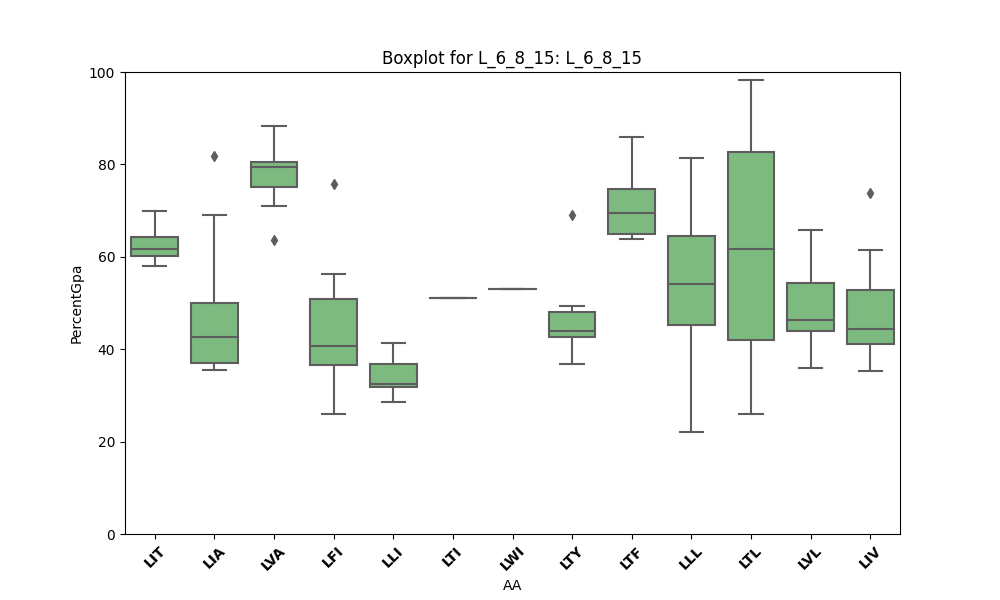 Boxplot for L_6_8_15: L_6_8_15
100
80
60
40
20
0
PercentGpa
LIT LIA LVA LFI LLI LTI LWI LTY LTF LLL LTL LVL LIV
AA